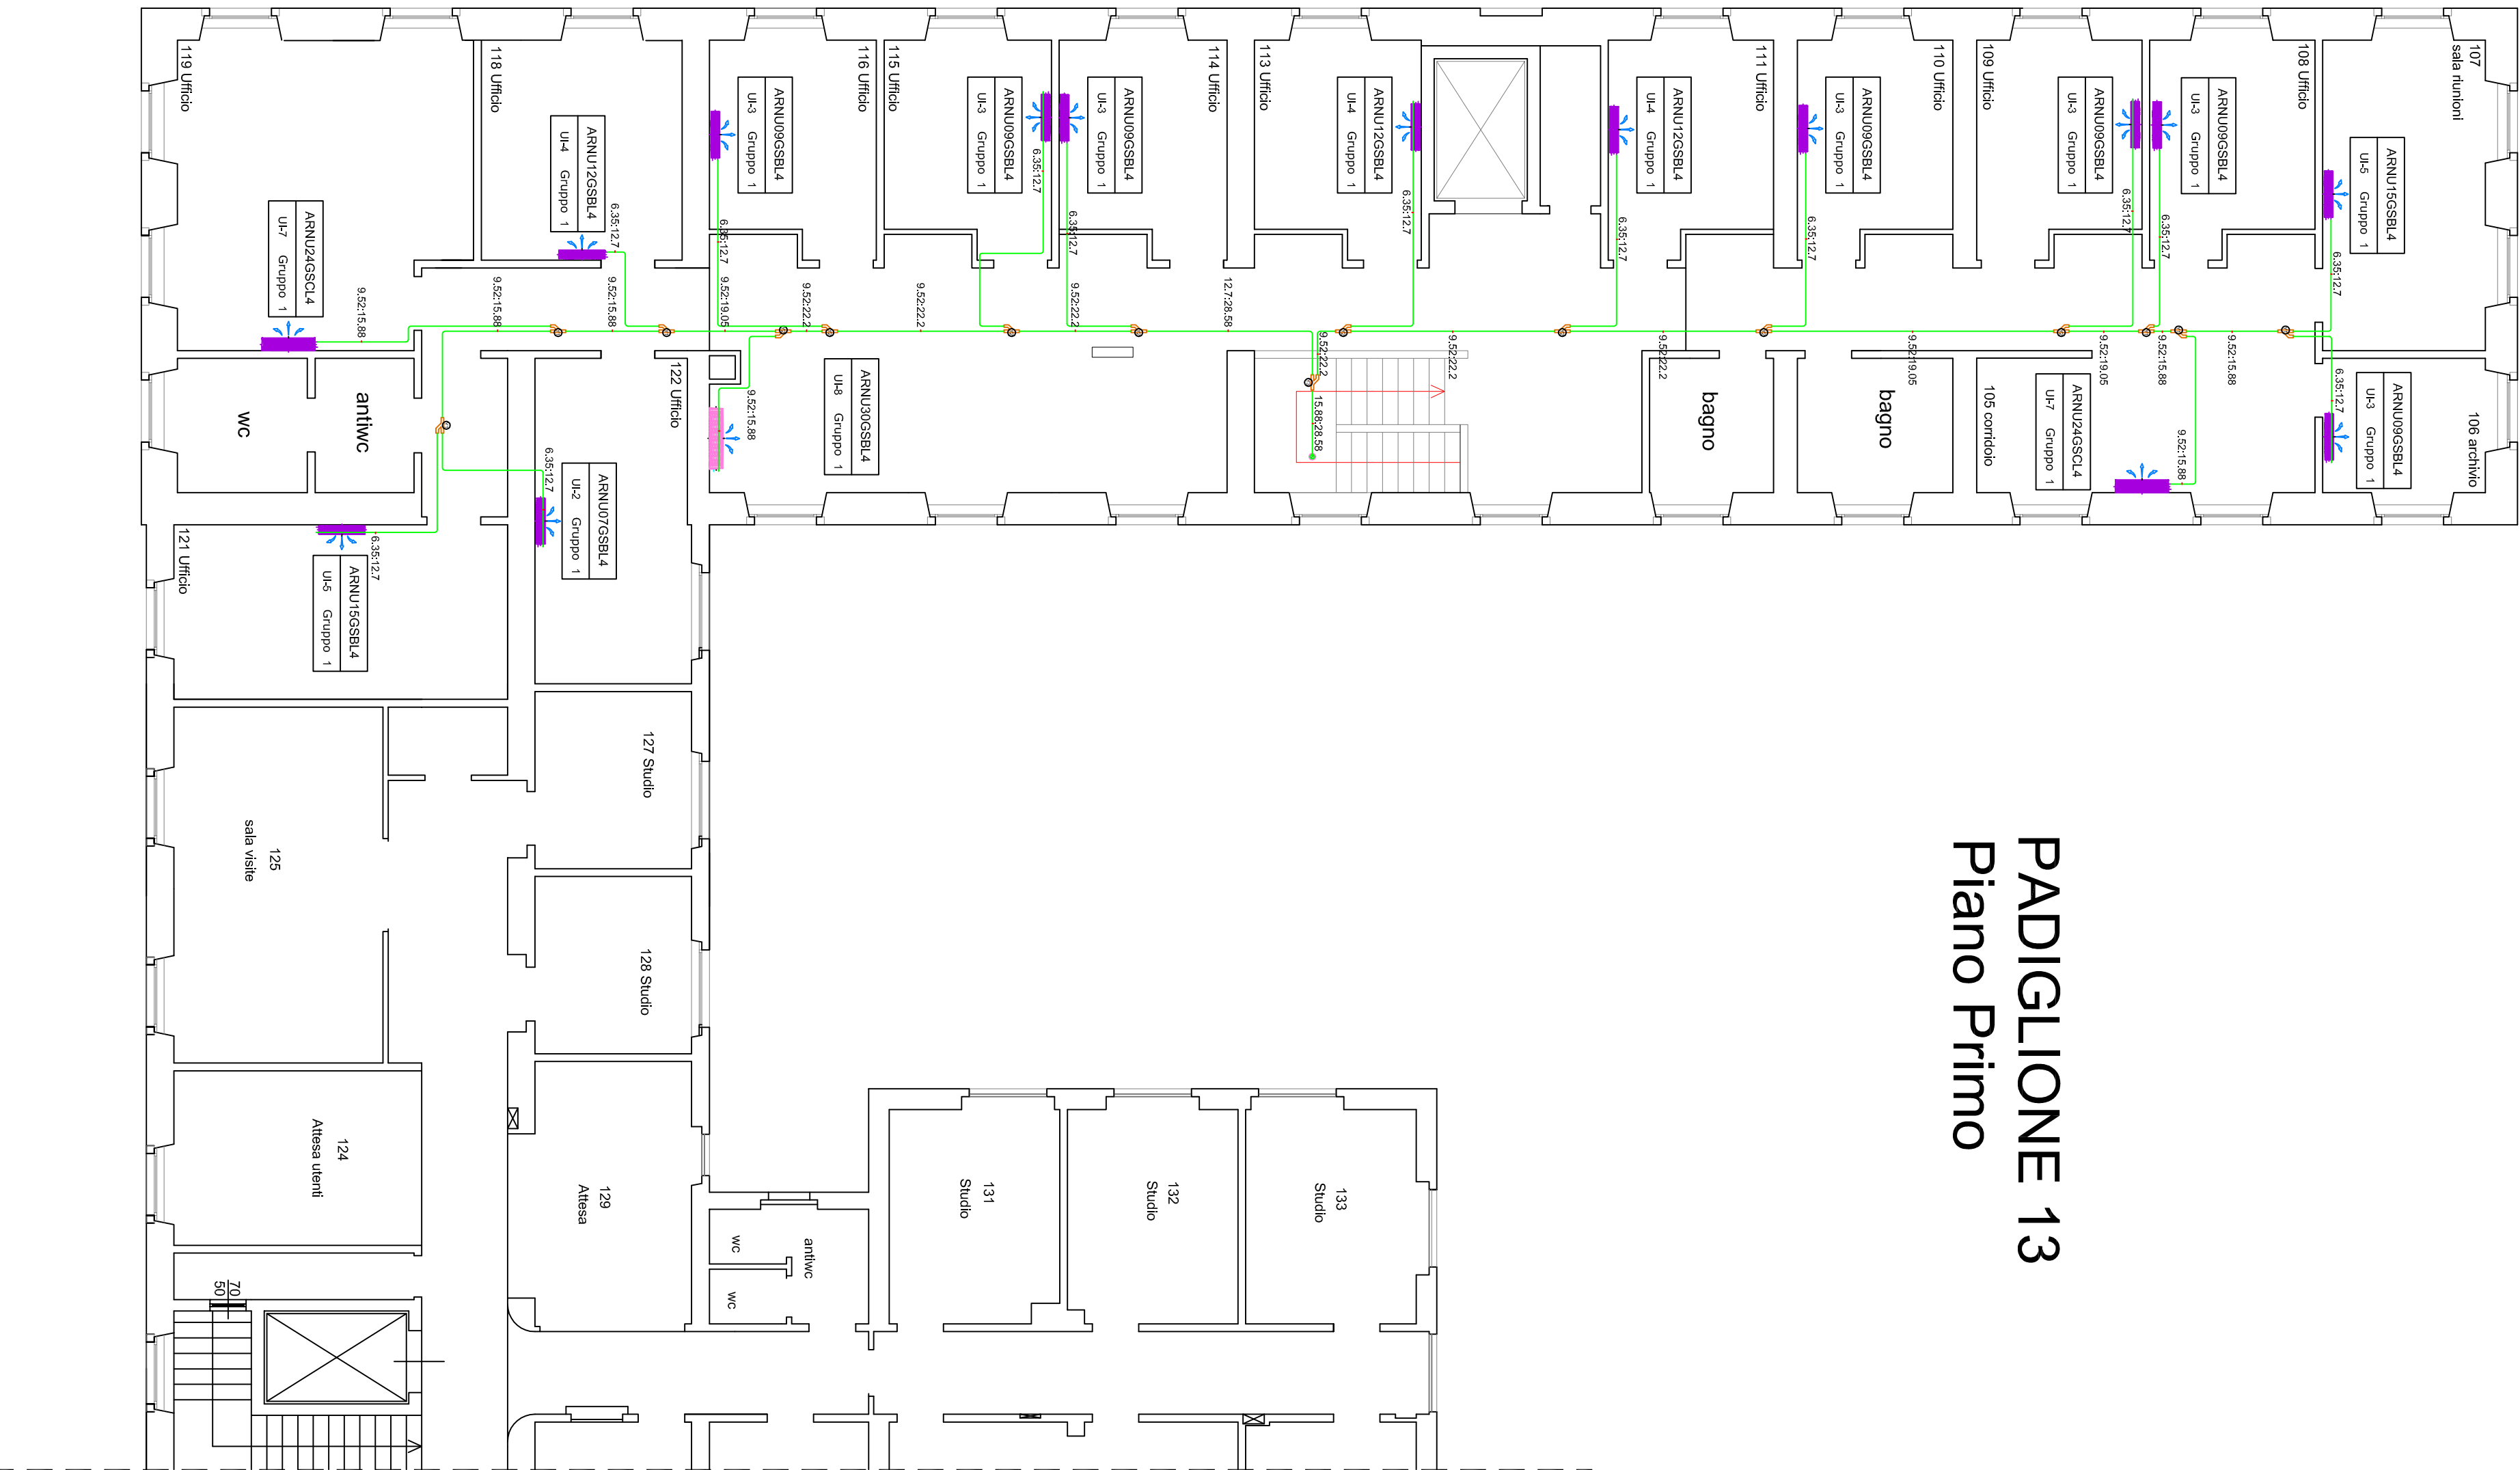 PADIGLIONE 13
Piano Primo
107
sala riunioni
ARNU15GSBL4
UI-5 Gruppo 1
6.35:12.7
106 archivio
ARNU09GSBL4
UI-3 Gruppo 1
6.35:12.7
108 Ufficio
ARNU09GSBL4
UI-3 Gruppo 1
6.35:12.7
9.52:15.88
9.52:15.88
9.52:15.88
109 Ufficio
ARNU09GSBL4
UI-3 Gruppo 1
6.35:12.7
9.52:19.05
105 corridoio
ARNU24GSCL4
UI-7 Gruppo 1
110 Ufficio
ARNU09GSBL4
UI-3 Gruppo 1
6.35:12.7
9.52:19.05
bagno
111 Ufficio
ARNU12GSBL4
UI-4 Gruppo 1
6.35:12.7
9.52:22.2
bagno
9.52:22.2
113 Ufficio
ARNU12GSBL4
UI-4 Gruppo 1
6.35:12.7
9.52:22.2
15.88:28.58
12.7:28.58
114 Ufficio
ARNU09GSBL4
UI-3 Gruppo 1
6.35:12.7
9.52:22.2
115 Ufficio
ARNU09GSBL4
UI-3 Gruppo 1
6.35:12.7
9.52:22.2
116 Ufficio
ARNU09GSBL4
UI-3 Gruppo 1
6.35:12.7
9.52:22.2
9.52:19.05
ARNU30GSBL4
UI-8 Gruppo 1
9.52:15.88
118 Ufficio
ARNU12GSBL4
UI-4 Gruppo 1
6.35:12.7
9.52:15.88
9.52:15.88
119 Ufficio
ARNU24GSCL4
UI-7 Gruppo 1
9.52:15.88
antiwc
wc
122 Ufficio
ARNU07GSBL4
UI-2 Gruppo 1
6.35:12.7
121 Ufficio
ARNU15GSBL4
UI-5 Gruppo 1
6.35:12.7
127 Studio
128 Studio
125
sala visite
124
Attesa utenti
129
Attesa
antiwc
wc
wc
131
Studio
132
Studio
133
Studio
70
50